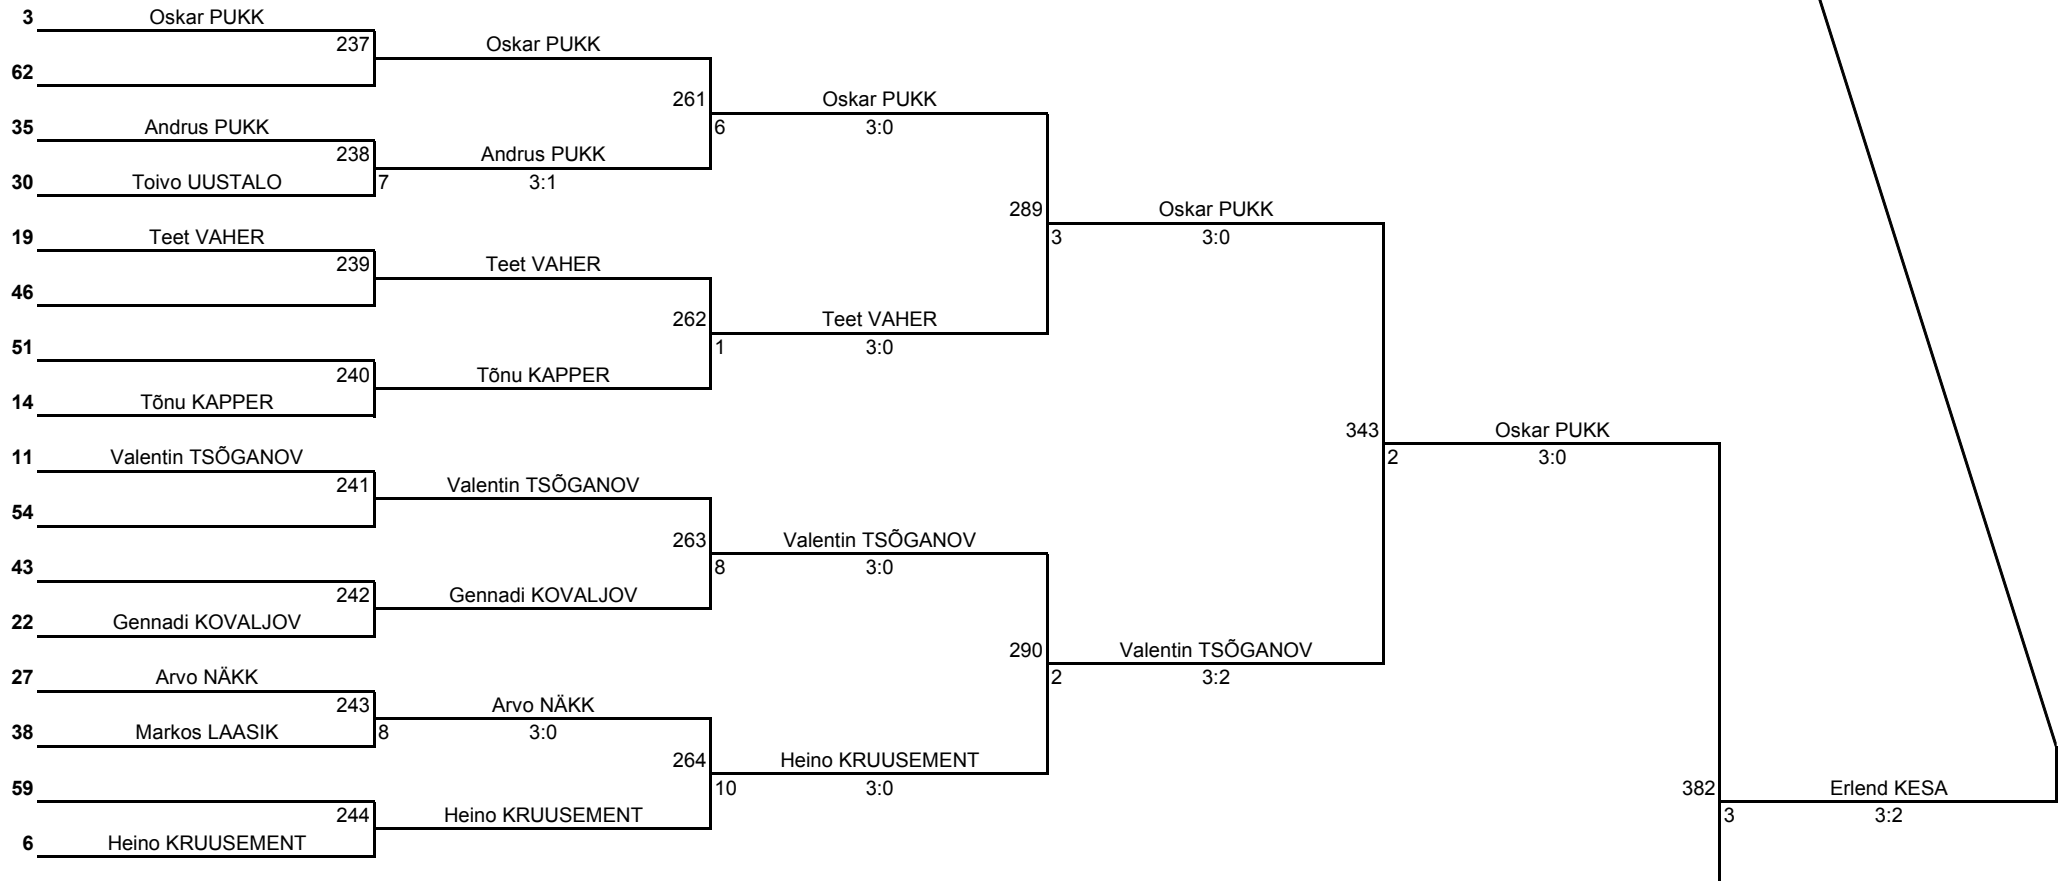 3 Oskar PUKK
237 Oskar PUKK
62
261 Oskar PUKK
35 Andrus PUKK
6 3:0
238 Andrus PUKK
30 Toivo UUSTALO 7 3:1
289 Oskar PUKK
19 Teet VAHER
3 3:0
239 Teet VAHER
46
262 Teet VAHER
51
1 3:0
240 Tõnu KAPPER
14 Tõnu KAPPER
343 Oskar PUKK
11 Valentin TSÕGANOV
2 3:0
241 Valentin TSÕGANOV
54
263 Valentin TSÕGANOV
43
8 3:0
242 Gennadi KOVALJOV
22 Gennadi KOVALJOV
290 Valentin TSÕGANOV
27 Arvo NÄKK
2 3:2
243 Arvo NÄKK
38 Markos LAASIK 8 3:0
264 Heino KRUUSEMENT
59
10 3:0
382 Erlend KESA
244 Heino KRUUSEMENT
3 3:2
6 Heino KRUUSEMENT